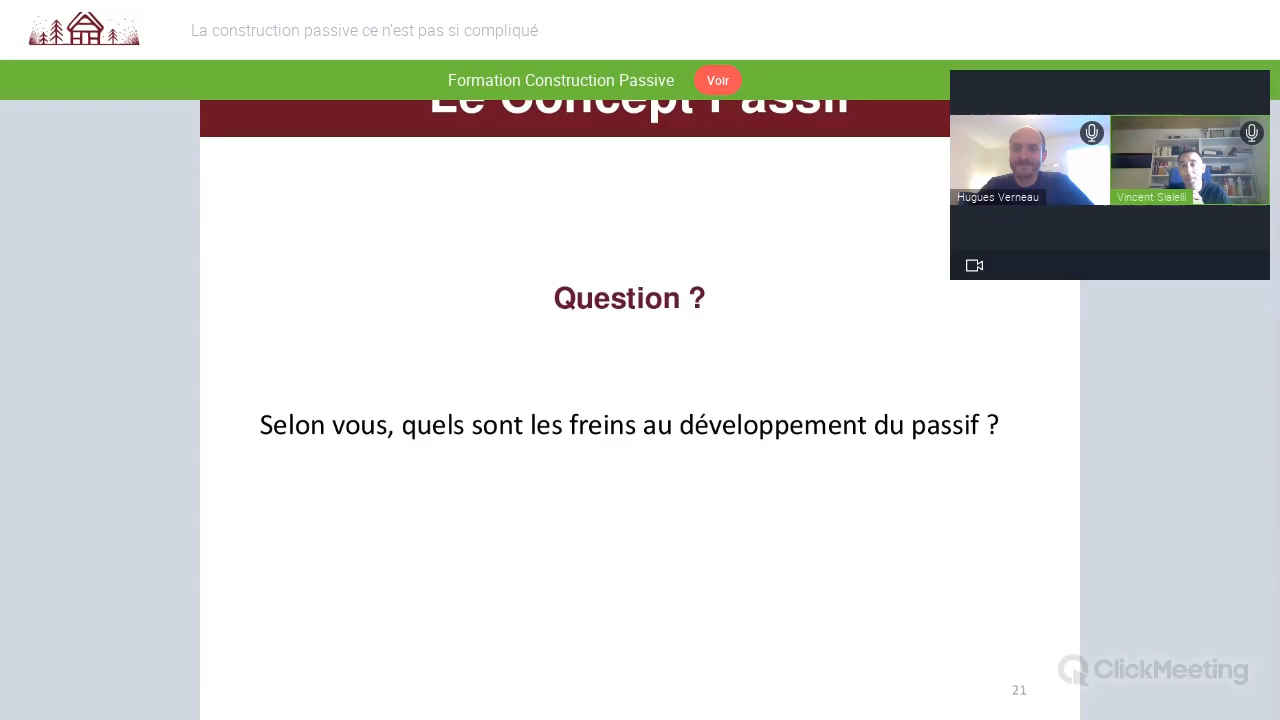 La construction passive ce n'est pas si compliqué
Formation Construction Passive
Voir
Le Concept Passif
Hugues Verneau
Vincent Sialelli
Question ?
Selon vous, quels sont les freins au développement du passif ?
ClickMeeting
21